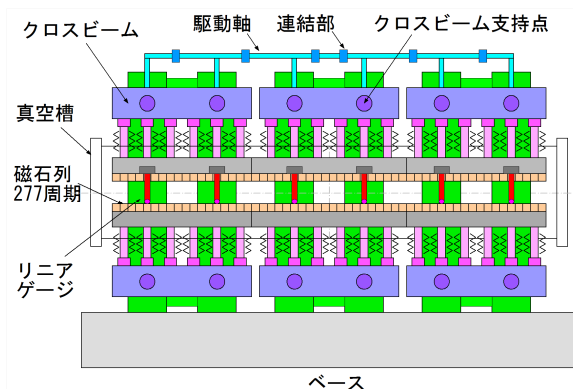 クロスビーム
駆動軸
連結部
クロスビーム支持点
真空槽
磁石列
277周期
リニア
ゲージ
ベース